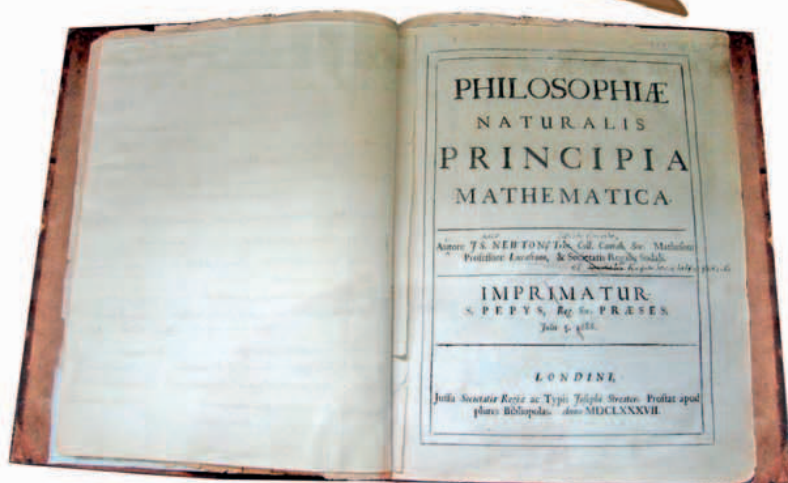 PHILOSOPHIÆ
NATURALIS
PRINCIPIA
MATHEMATICA.
Autore JS. NEWTON, Trin. Coll. Cantab. Soc. Matheseos
Professore Lucasiano, & Societatis Regalis Sodali.
IMPRIMATUR.
S. PEPYS, Reg. Soc. PRÆSES.
Julii 5. 1686.
LONDINI,
Jussu Societatis Regiæ ac Typis Josephi Streater. Prostat apud
plures Bibliopolas. Anno MDCLXXXVII.